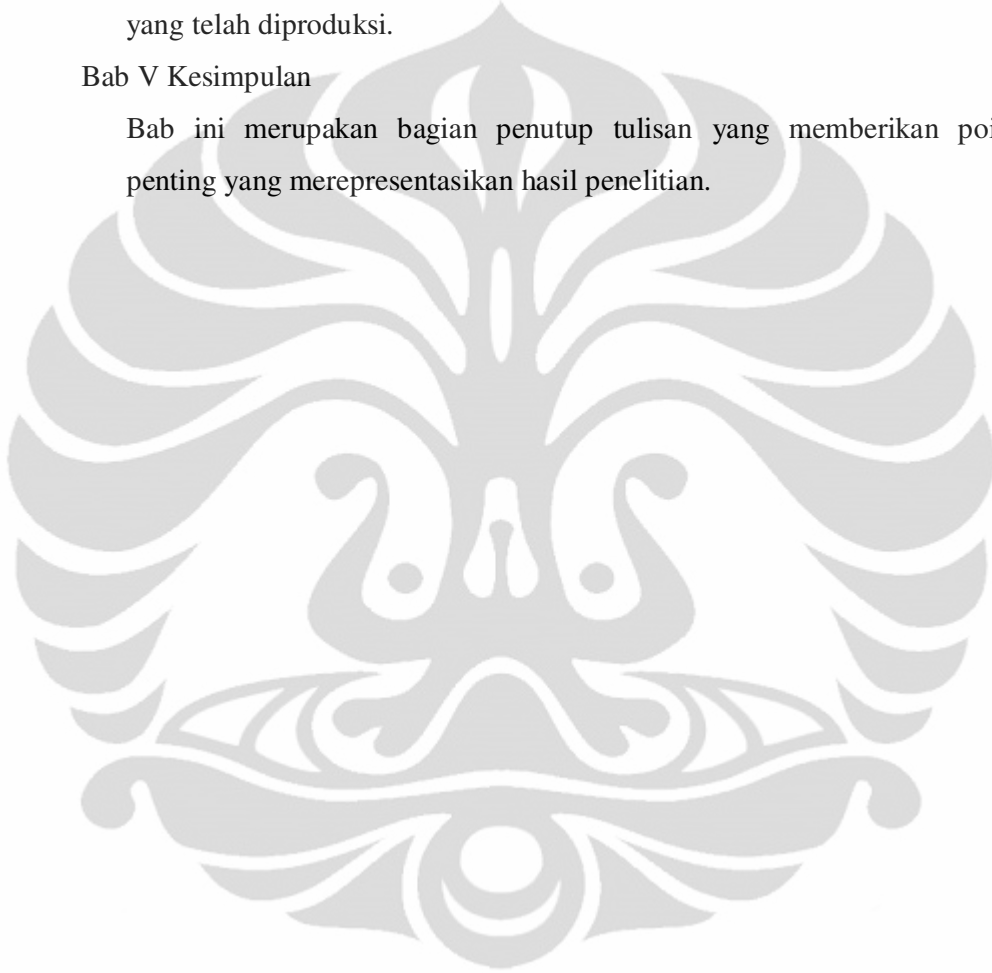 yang telah diproduksi.
Bab V Kesimpulan
Bab ini merupakan bagian penutup tulisan yang memberikan poi
penting yang merepresentasikan hasil penelitian.